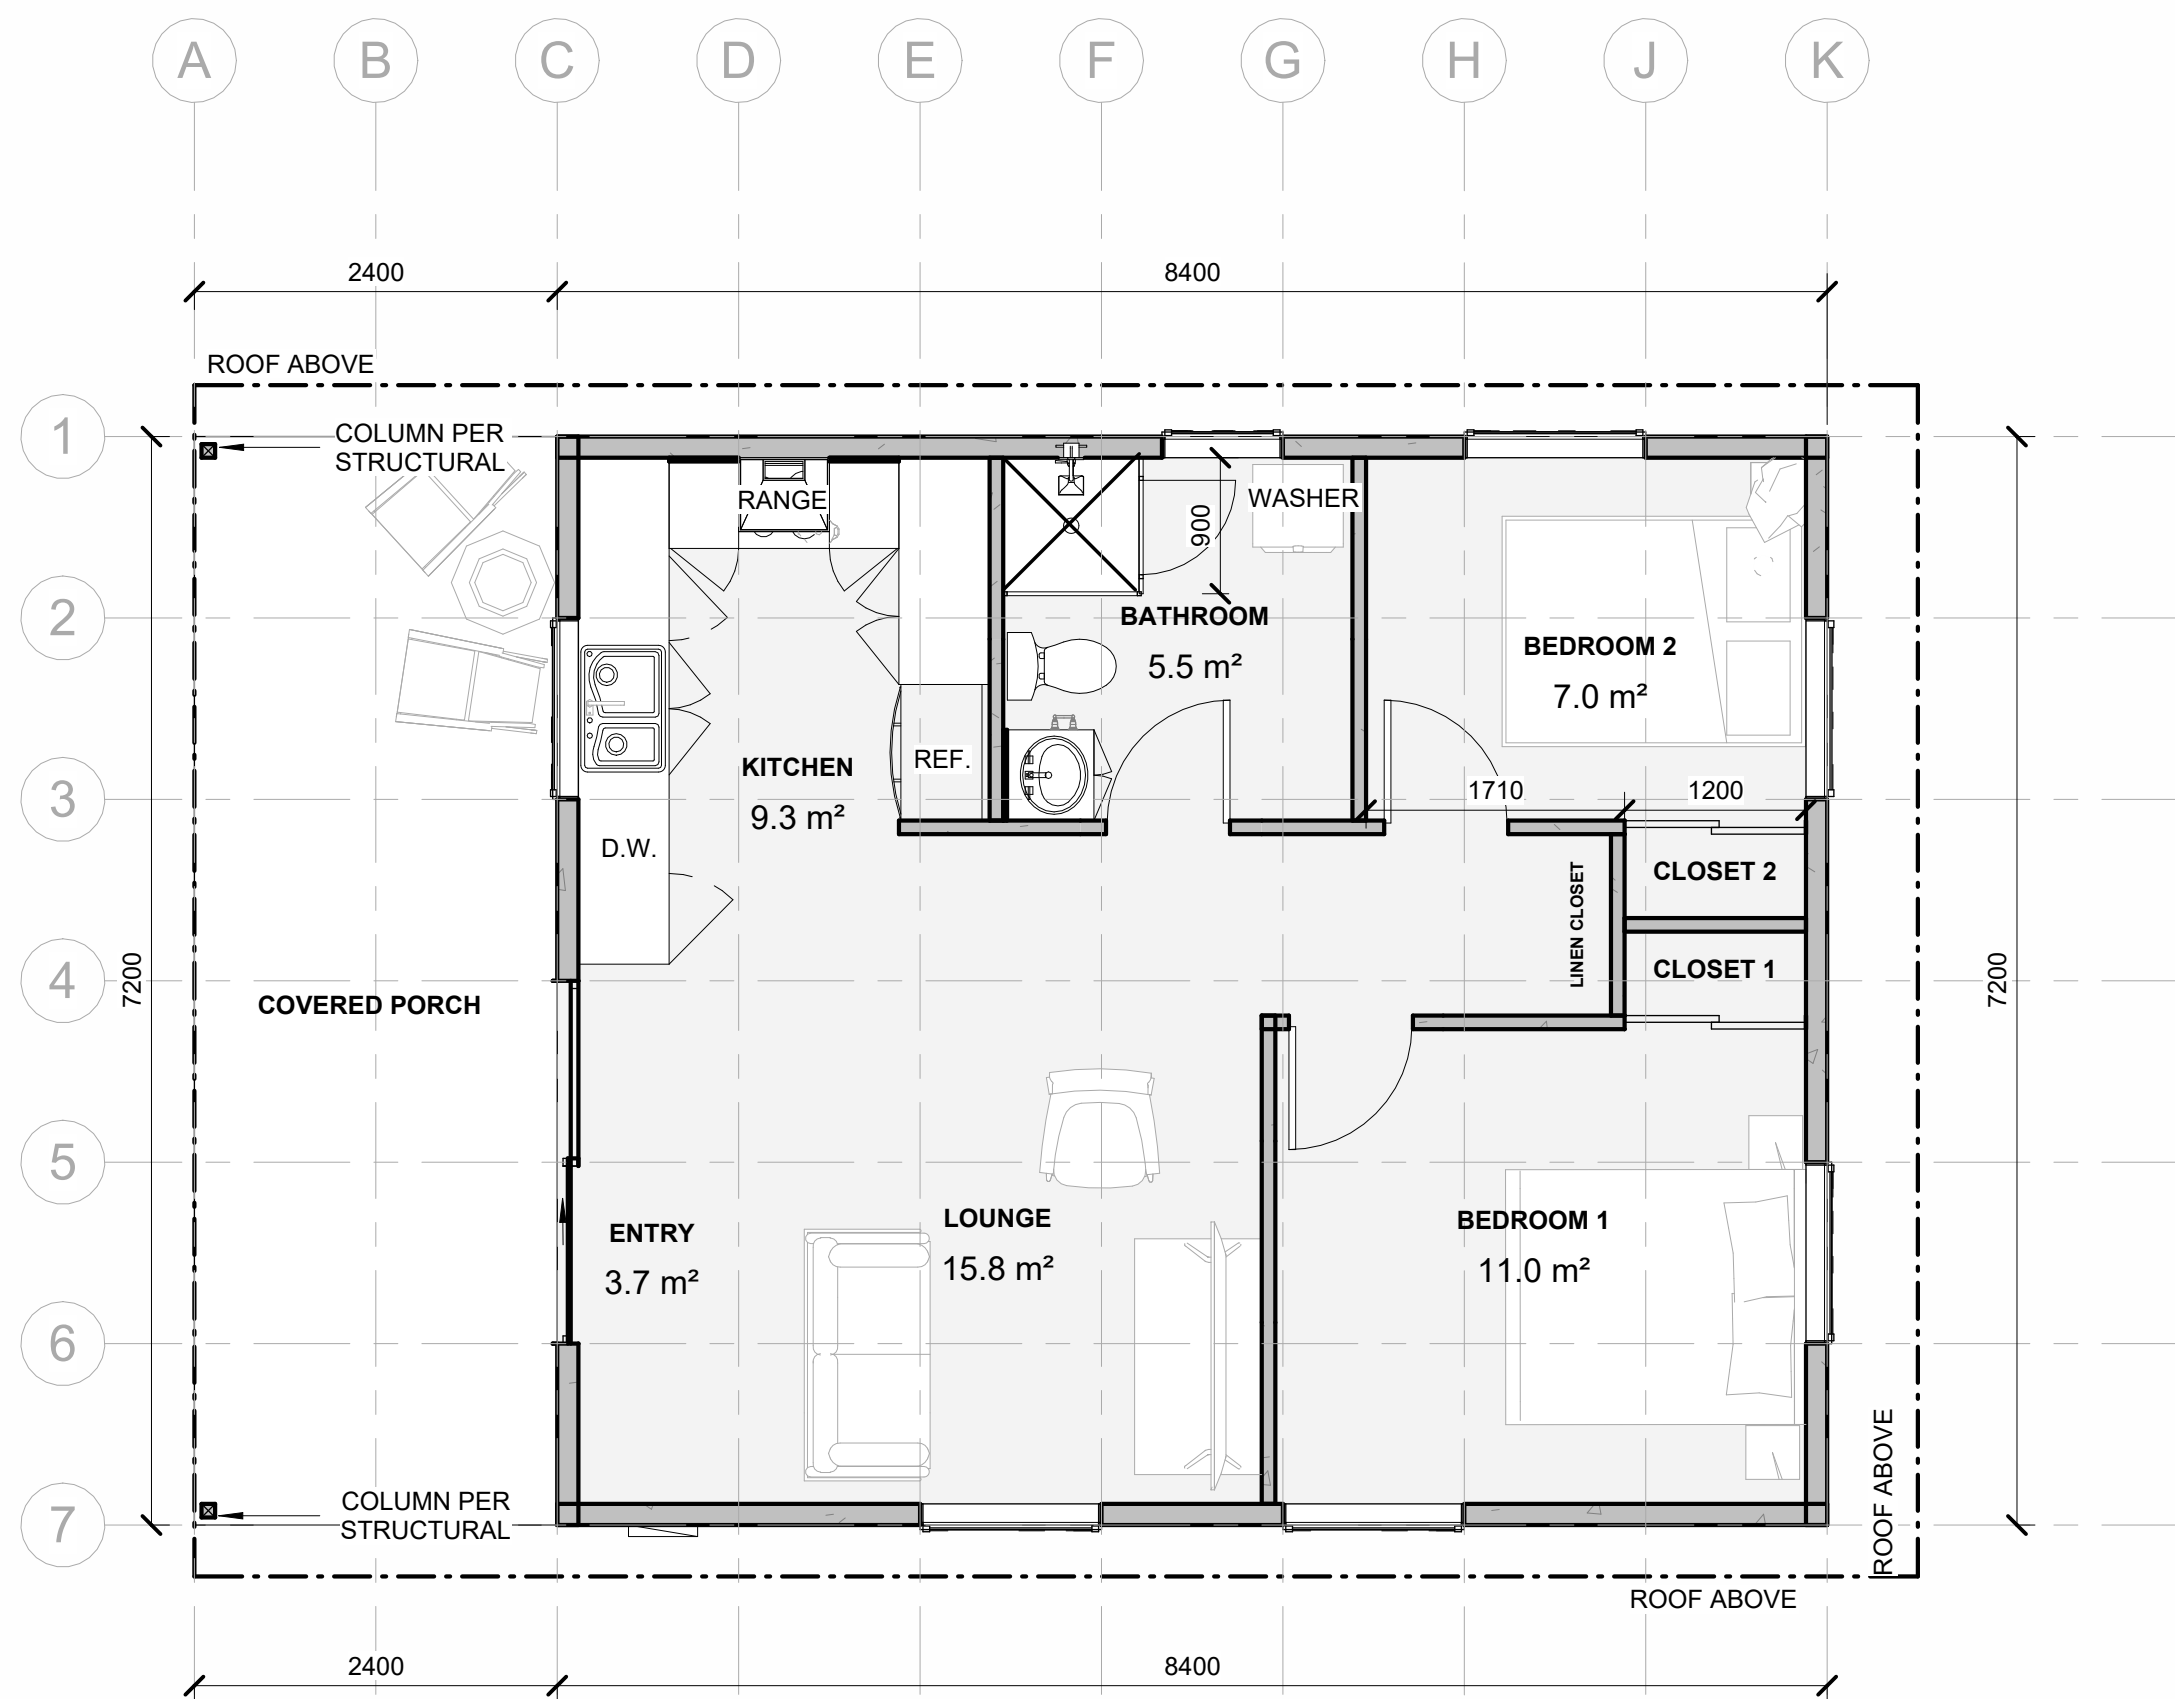 A B C D E F G H J K
2400 8400
ROOF ABOVE
1
COLUMN PER
STRUCTURAL
RANGE
WASHER
900
2
BATHROOM
5.5 m²
BEDROOM 2
7.0 m²
KITCHEN
9.3 m²
REF.
3
1710 1200
D.W.
LINEN CLOSET
CLOSET 2
CLOSET 1
4
7200
7200
COVERED PORCH
5
ENTRY
3.7 m²
LOUNGE
15.8 m²
BEDROOM 1
11.0 m²
6
COLUMN PER
STRUCTURAL
7
ROOF ABOVE
ROOF ABOVE
2400 8400